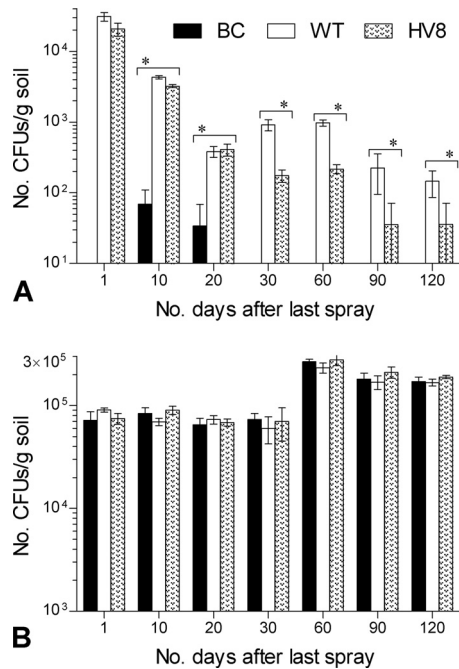 BC WT HV8
No. CFUs/g soil
10⁴
10³
10²
10¹
* * * * * *
1 10 20 30 60 90 120
No. days after last spray
A
No. CFUs/g soil
3×10⁵
10⁵
10⁴
10³
1 10 20 30 60 90 120
No. days after last spray
B